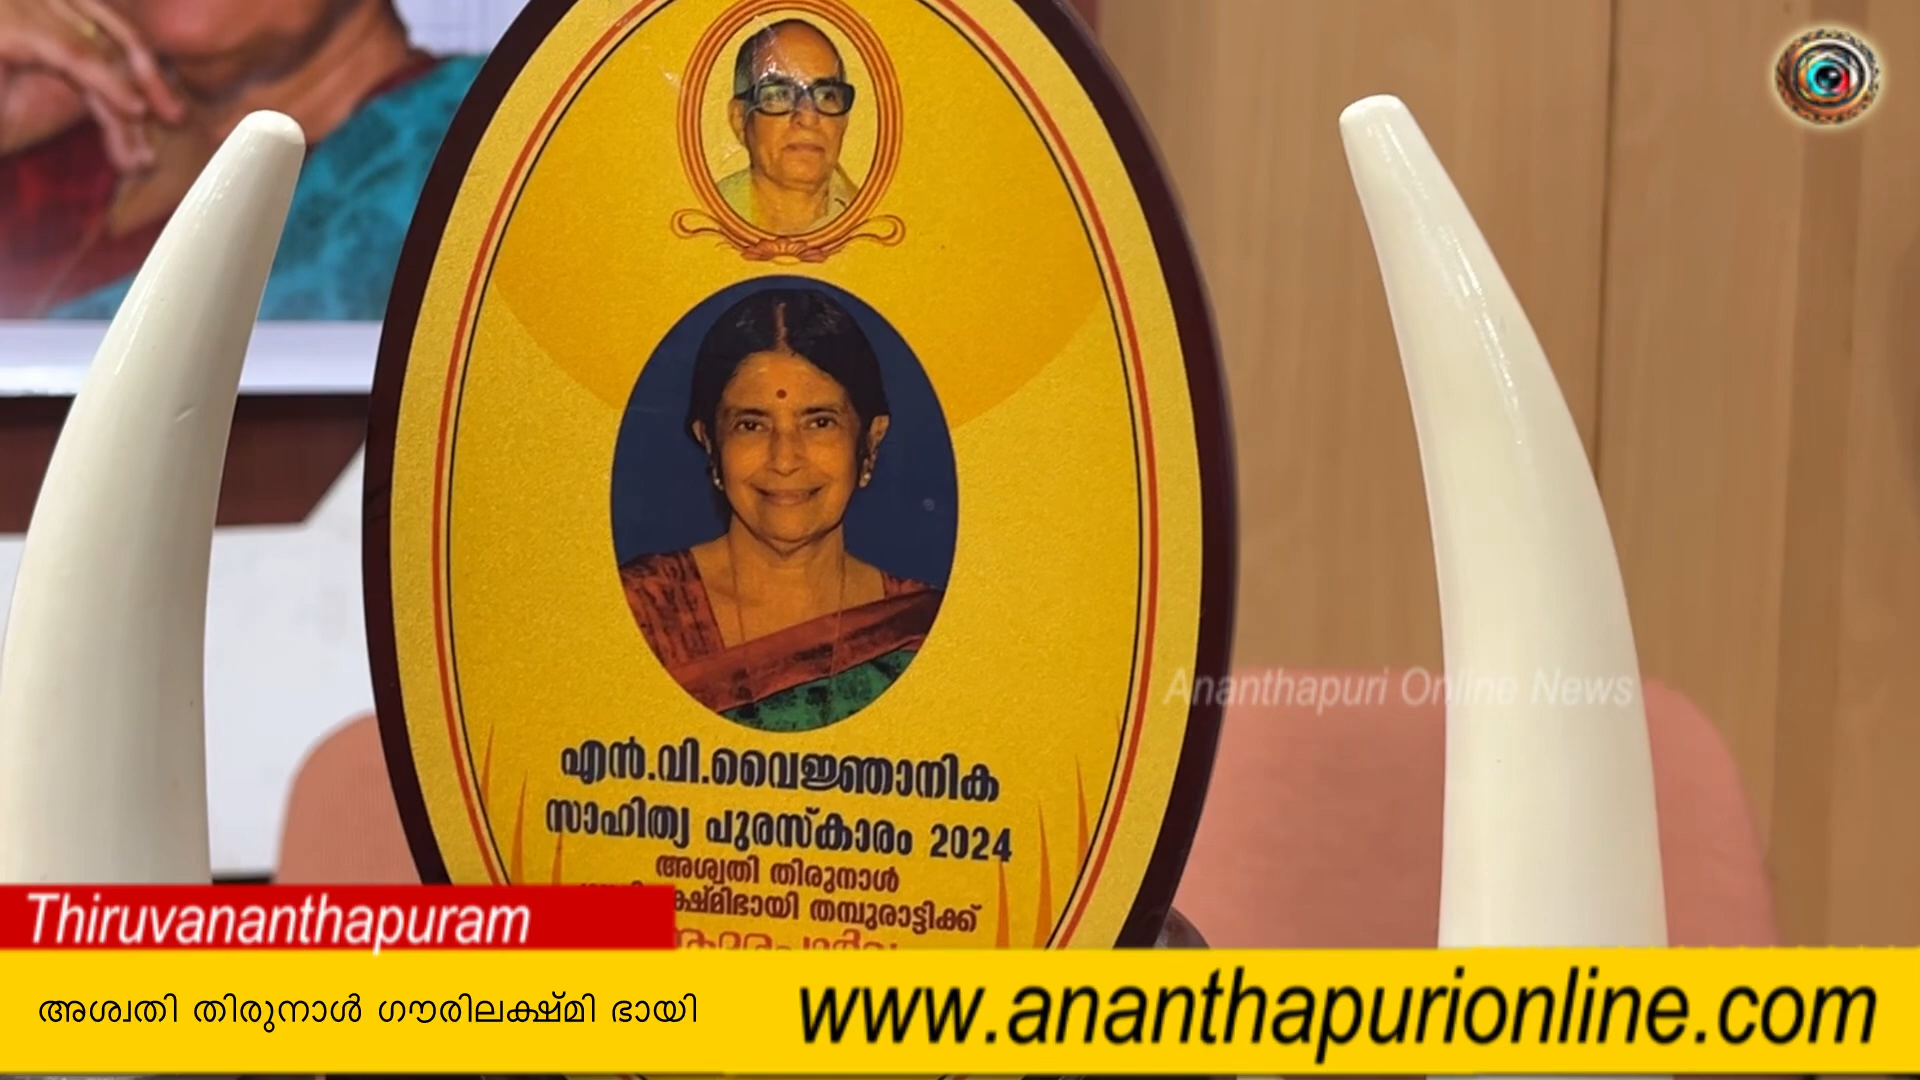 എൻ.വി.വൈജ്ഞാനിക
സാഹിത്യ പുരസ്കാരം 2024
അശ്വതി തിരുനാൾ
തമ്പുരാട്ടിക്ക്
Ananthapuri Online News
Thiruvananthapuram
അശ്വതി തിരുനാൾ ഗൗരിലക്ഷ്മി ഭായി
www.ananthapurionline.com